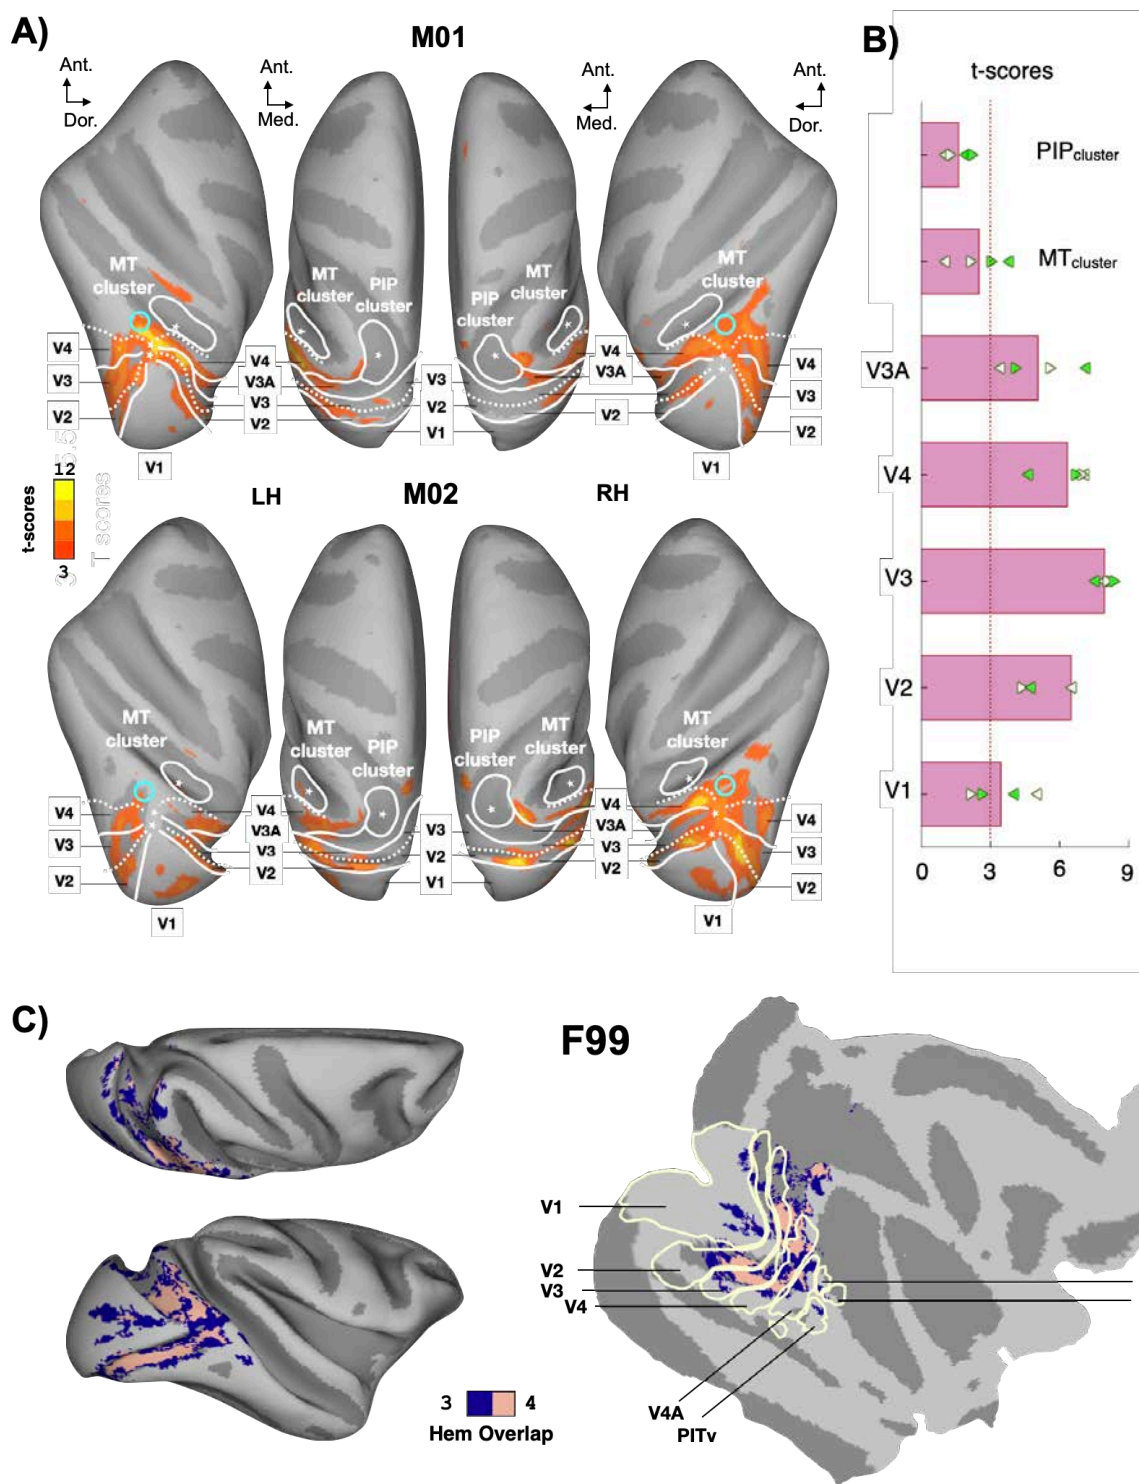 A)
M01
B)
Ant.
Dor.
Ant.
Med.
Ant.
Med.
Ant.
Dor.
MT
cluster
MT
cluster
PIP
cluster
PIP
cluster
MT
cluster
MT
cluster
V4
V3
V2
V1
V4
V3A
V3
V2
V3
V2
V1
V4
V3A
V2
V4
V3
V2
V1
t-scores
12
3
T scores
LH
M02
RH
MT
cluster
MT
cluster
PIP
cluster
PIP
cluster
MT
cluster
MT
cluster
V4
V3
V2
V1
V4
V3A
V3
V2
V3
V2
V1
V4
V3A
V3
V2
V4
V3
V2
V1
t-scores
PIPcluster
MTcluster
V3A
V4
V3
V2
V1
0 3 6 9
C)
F99
V1
V2
V3
V4
V4A
PITv
3 4
Hem Overlap